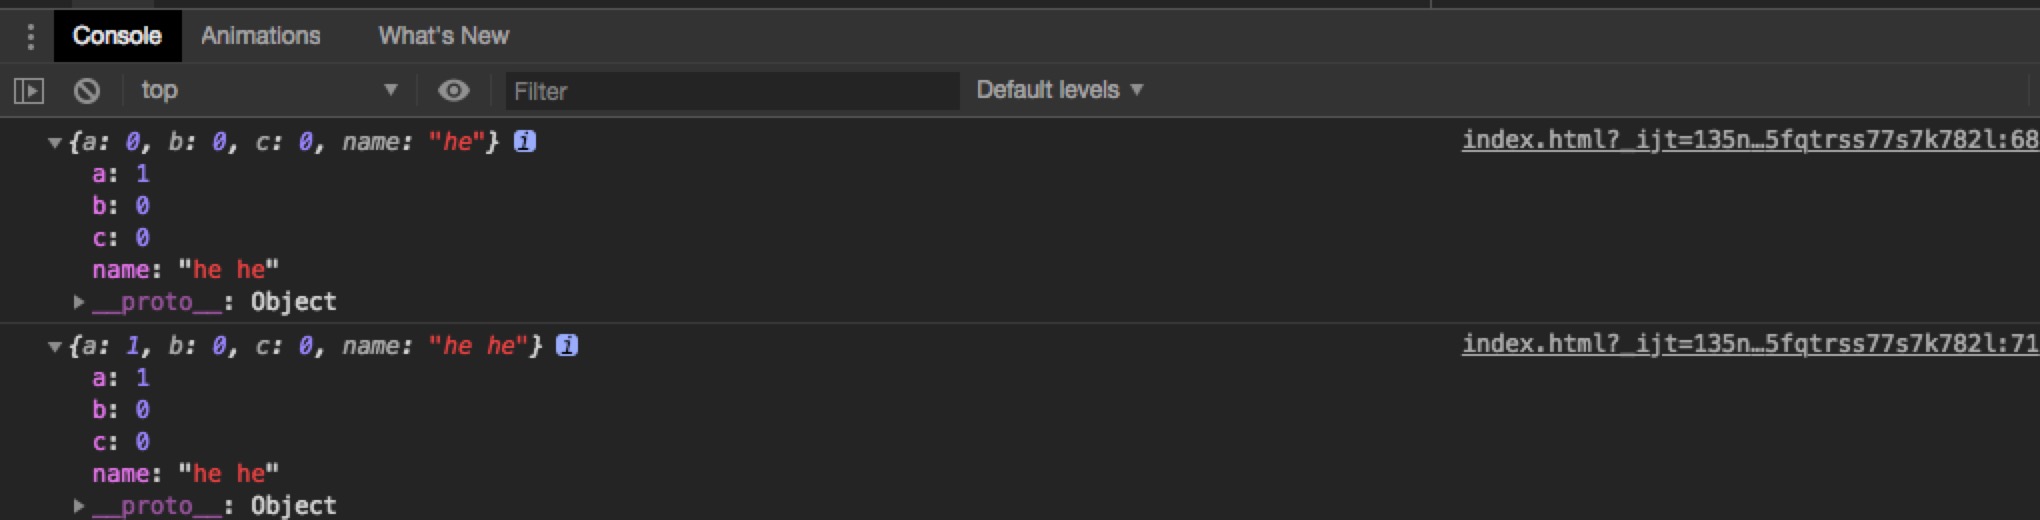 Console Animations What's New
top Filter Default levels
{a: 0, b: 0, c: 0, name: "he"} i index.html?_ijt=135n…5fqtrss77s7k782l:68
a: 1
b: 0
c: 0
name: "he he"
__proto__: Object
{a: 1, b: 0, c: 0, name: "he he"} i index.html?_ijt=135n…5fqtrss77s7k782l:71
a: 1
b: 0
c: 0
name: "he he"
__proto__: Object